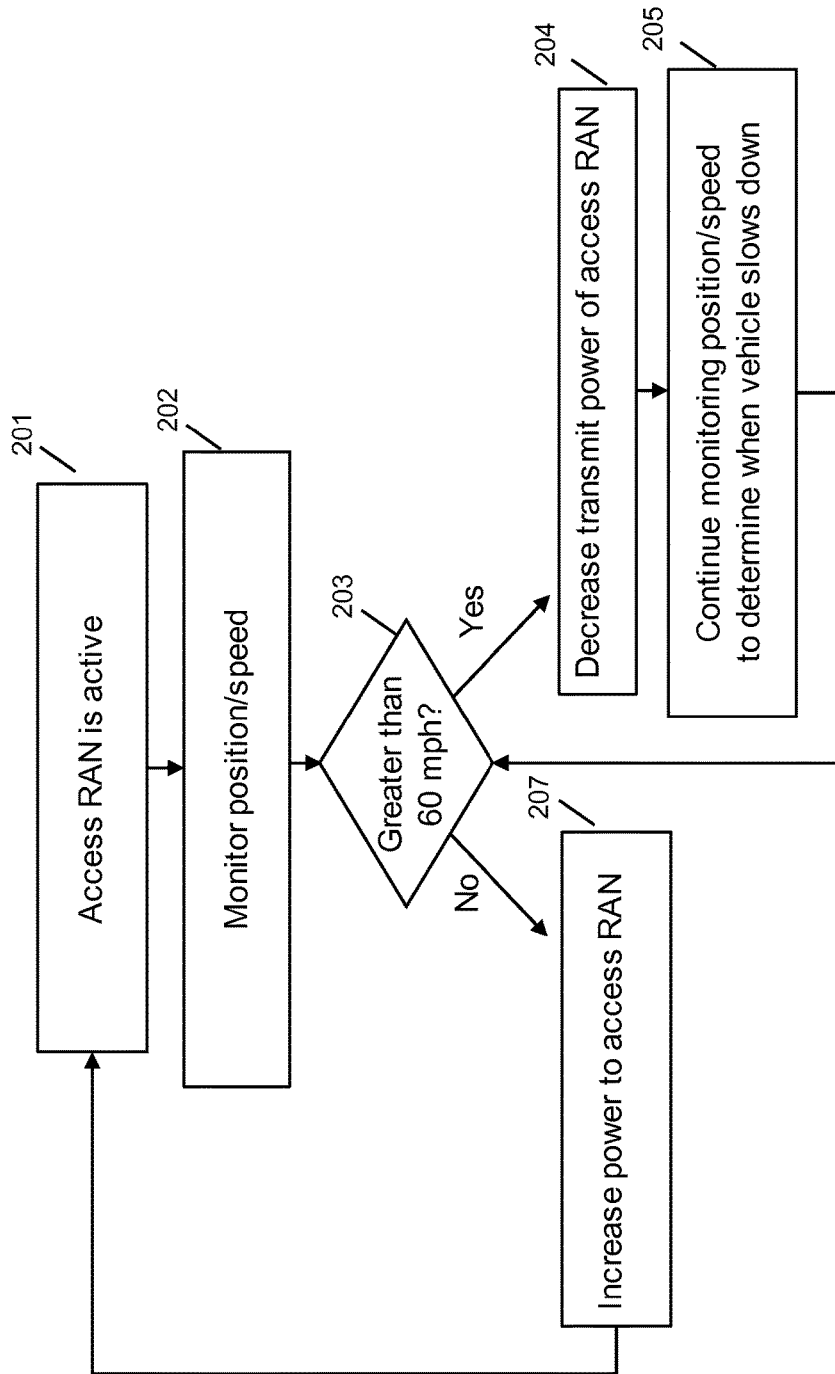 201
Access RAN is active
202
Monitor position/speed
203
Greater than
60 mph?
Yes
No
204
Decrease transmit power of access RAN
205
Continue monitoring position/speed
to determine when vehicle slows down
207
Increase power to access RAN